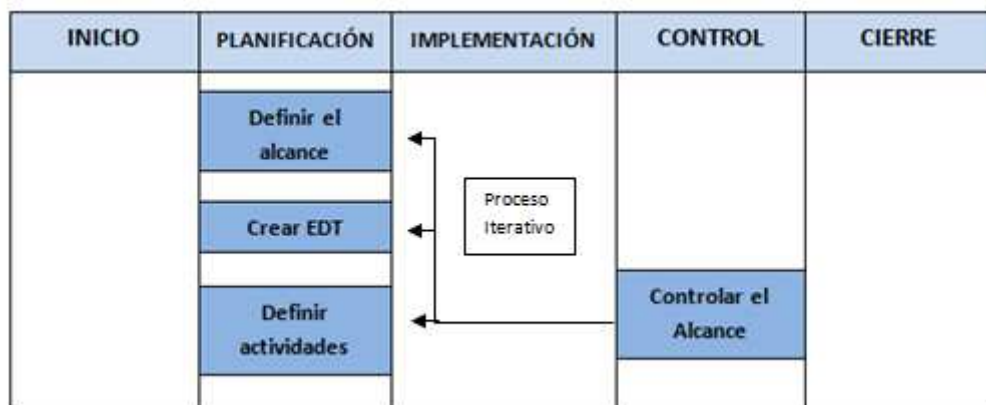 INICIO
PLANIFICACIÓN
IMPLEMENTACIÓN
CONTROL
CIERRE
Definir el
alcance
Proceso
Iterativo
Crear EDT
Definir
actividades
Controlar el
Alcance